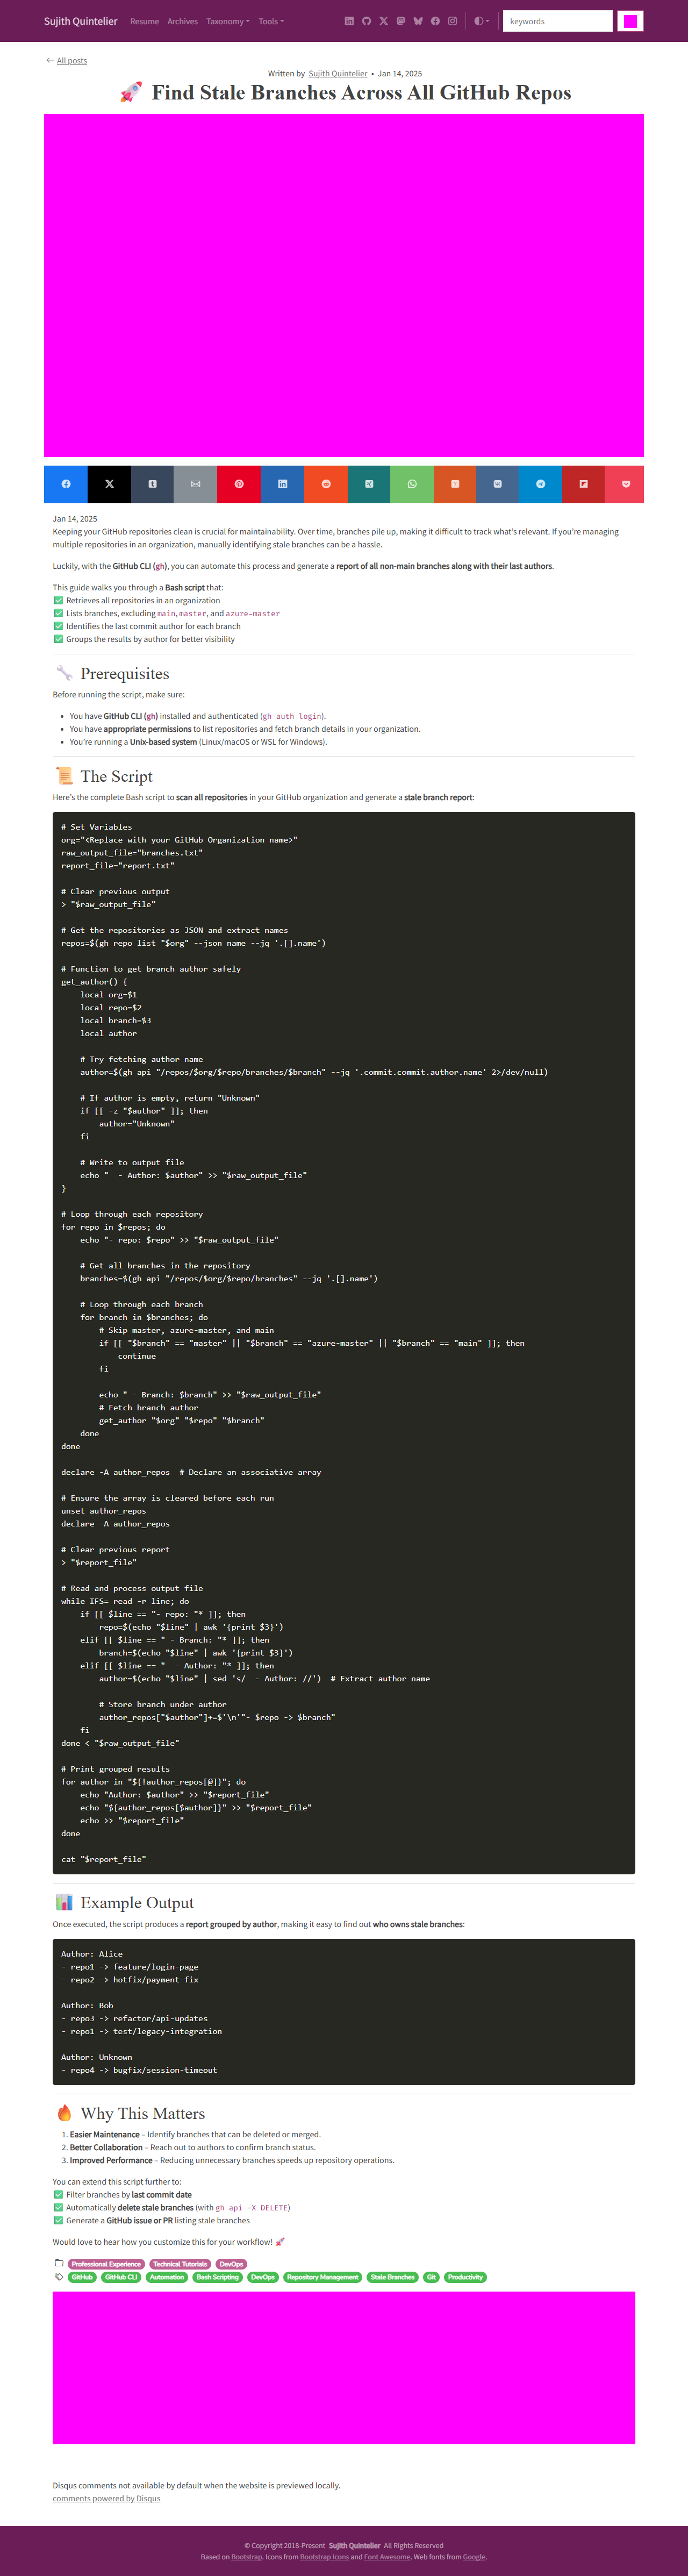 Sujith Quintelier Resume Archives Taxonomy Tools keywords
← All posts
Written by Sujith Quintelier • Jan 14, 2025
🚀 Find Stale Branches Across All GitHub Repos
Jan 14, 2025
Keeping your GitHub repositories clean is crucial for maintainability. Over time, branches pile up, making it difficult to track what's relevant. If you're managing
multiple repositories in an organization, manually identifying stale branches can be a hassle.
Luckily, with the GitHub CLI (gh), you can automate this process and generate a report of all non-main branches along with their last authors.
This guide walks you through a Bash script that:
✅ Retrieves all repositories in an organization
✅ Lists branches, excluding main, master, and azure-master
✅ Identifies the last commit author for each branch
✅ Groups the results by author for better visibility
🔧 Prerequisites
Before running the script, make sure:
• You have GitHub CLI (gh) installed and authenticated (gh auth login).
• You have appropriate permissions to list repositories and fetch branch details in your organization.
• You're running a Unix-based system (Linux/macOS or WSL for Windows).
📜 The Script
Here's the complete Bash script to scan all repositories in your GitHub organization and generate a stale branch report:
# Set Variables
org="<Replace with your GitHub Organization name>"
raw_output_file="branches.txt"
report_file="report.txt"
# Clear previous output
> "$raw_output_file"
# Get the repositories as JSON and extract names
repos=$(gh repo list "$org" --json name --jq '.[].name')
# Function to get branch author safely
get_author() {
    local org=$1
    local repo=$2
    local branch=$3
    local author
    # Try fetching author name
    author=$(gh api "/repos/$org/$repo/branches/$branch" --jq '.commit.commit.author.name' 2>/dev/null)
    # If author is empty, return "Unknown"
    if [[ -z "$author" ]]; then
        author="Unknown"
    fi
    # Write to output file
    echo "  - Author: $author" >> "$raw_output_file"
}
# Loop through each repository
for repo in $repos; do
    echo "- repo: $repo" >> "$raw_output_file"
    # Get all branches in the repository
    branches=$(gh api "/repos/$org/$repo/branches" --jq '.[].name')
    # Loop through each branch
    for branch in $branches; do
        # Skip master, azure-master, and main
        if [[ "$branch" == "master" || "$branch" == "azure-master" || "$branch" == "main" ]]; then
            continue
        fi
        echo " - Branch: $branch" >> "$raw_output_file"
        # Fetch branch author
        get_author "$org" "$repo" "$branch"
    done
done
declare -A author_repos  # Declare an associative array
# Ensure the array is cleared before each run
unset author_repos
declare -A author_repos
# Clear previous report
> "$report_file"
# Read and process output file
while IFS= read -r line; do
    if [[ $line == "- repo: "* ]]; then
        repo=$(echo "$line" | awk '{print $3}')
    elif [[ $line == " - Branch: "* ]]; then
        branch=$(echo "$line" | awk '{print $3}')
    elif [[ $line == "  - Author: "* ]]; then
        author=$(echo "$line" | sed 's/  - Author: //')  # Extract author name
        # Store branch under author
        author_repos["$author"]+=$'\n'"- $repo -> $branch"
    fi
done < "$raw_output_file"
# Print grouped results
for author in "${!author_repos[@]}"; do
    echo "Author: $author" >> "$report_file"
    echo "${author_repos[$author]}" >> "$report_file"
    echo >> "$report_file"
done
cat "$report_file"
📊 Example Output
Once executed, the script produces a report grouped by author, making it easy to find out who owns stale branches:
Author: Alice
- repo1 -> feature/login-page
- repo2 -> hotfix/payment-fix
Author: Bob
- repo3 -> refactor/api-updates
- repo1 -> test/legacy-integration
Author: Unknown
- repo4 -> bugfix/session-timeout
🔥 Why This Matters
1. Easier Maintenance – Identify branches that can be deleted or merged.
2. Better Collaboration – Reach out to authors to confirm branch status.
3. Improved Performance – Reducing unnecessary branches speeds up repository operations.
You can extend this script further to:
✅ Filter branches by last commit date
✅ Automatically delete stale branches (with gh api -X DELETE)
✅ Generate a GitHub issue or PR listing stale branches
Would love to hear how you customize this for your workflow! 🚀
Professional Experience Technical Tutorials DevOps
GitHub GitHub CLI Automation Bash Scripting DevOps Repository Management Stale Branches Git Productivity
Disqus comments not available by default when the website is previewed locally.
comments powered by Disqus
© Copyright 2018-Present Sujith Quintelier All Rights Reserved
Based on Bootstrap. Icons from Bootstrap Icons and Font Awesome. Web fonts from Google.